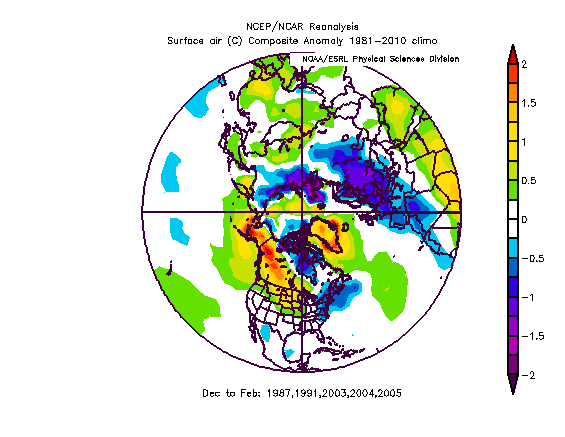 NCEP/NCAR Reanalysis
Surface air (C) Composite Anomaly 1981-2010 climo
NOAA/ESRL Physical Sciences Division
2
1.5
1
0.5
0
-0.5
-1
-1.5
-2
Dec to Feb: 1987,1991,2003,2004,2005